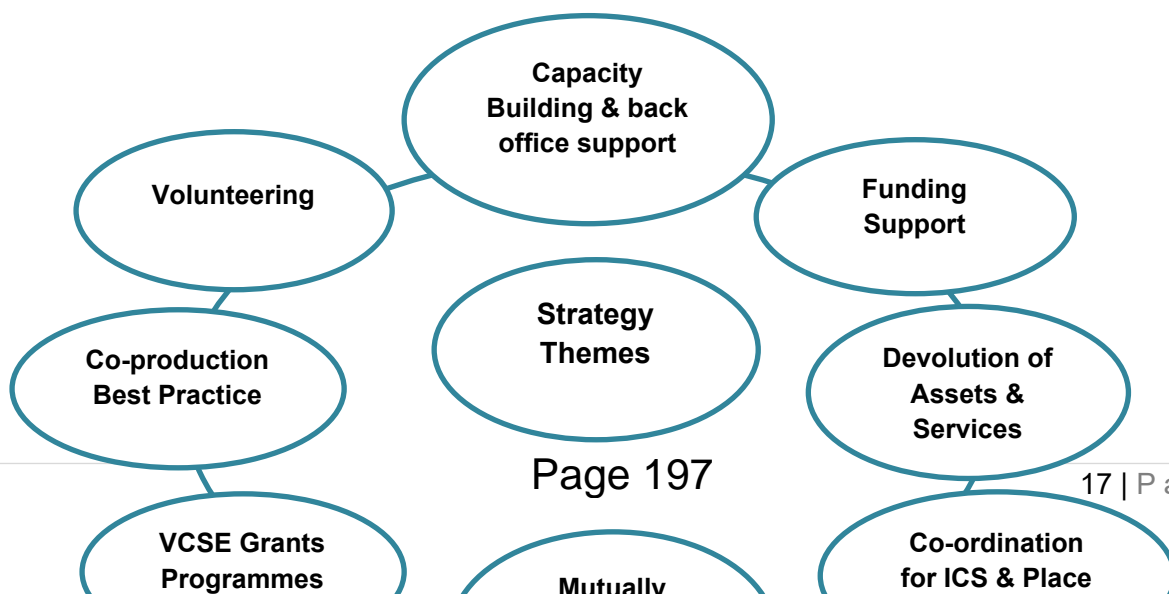 Capacity
Building & back
office support
Volunteering
Funding
Support
Strategy
Themes
Co-production
Best Practice
Devolution of
Assets &
Services
Page 197
17 | P a
VCSE Grants
Programmes
Mutually
Co-ordination
for ICS & Place